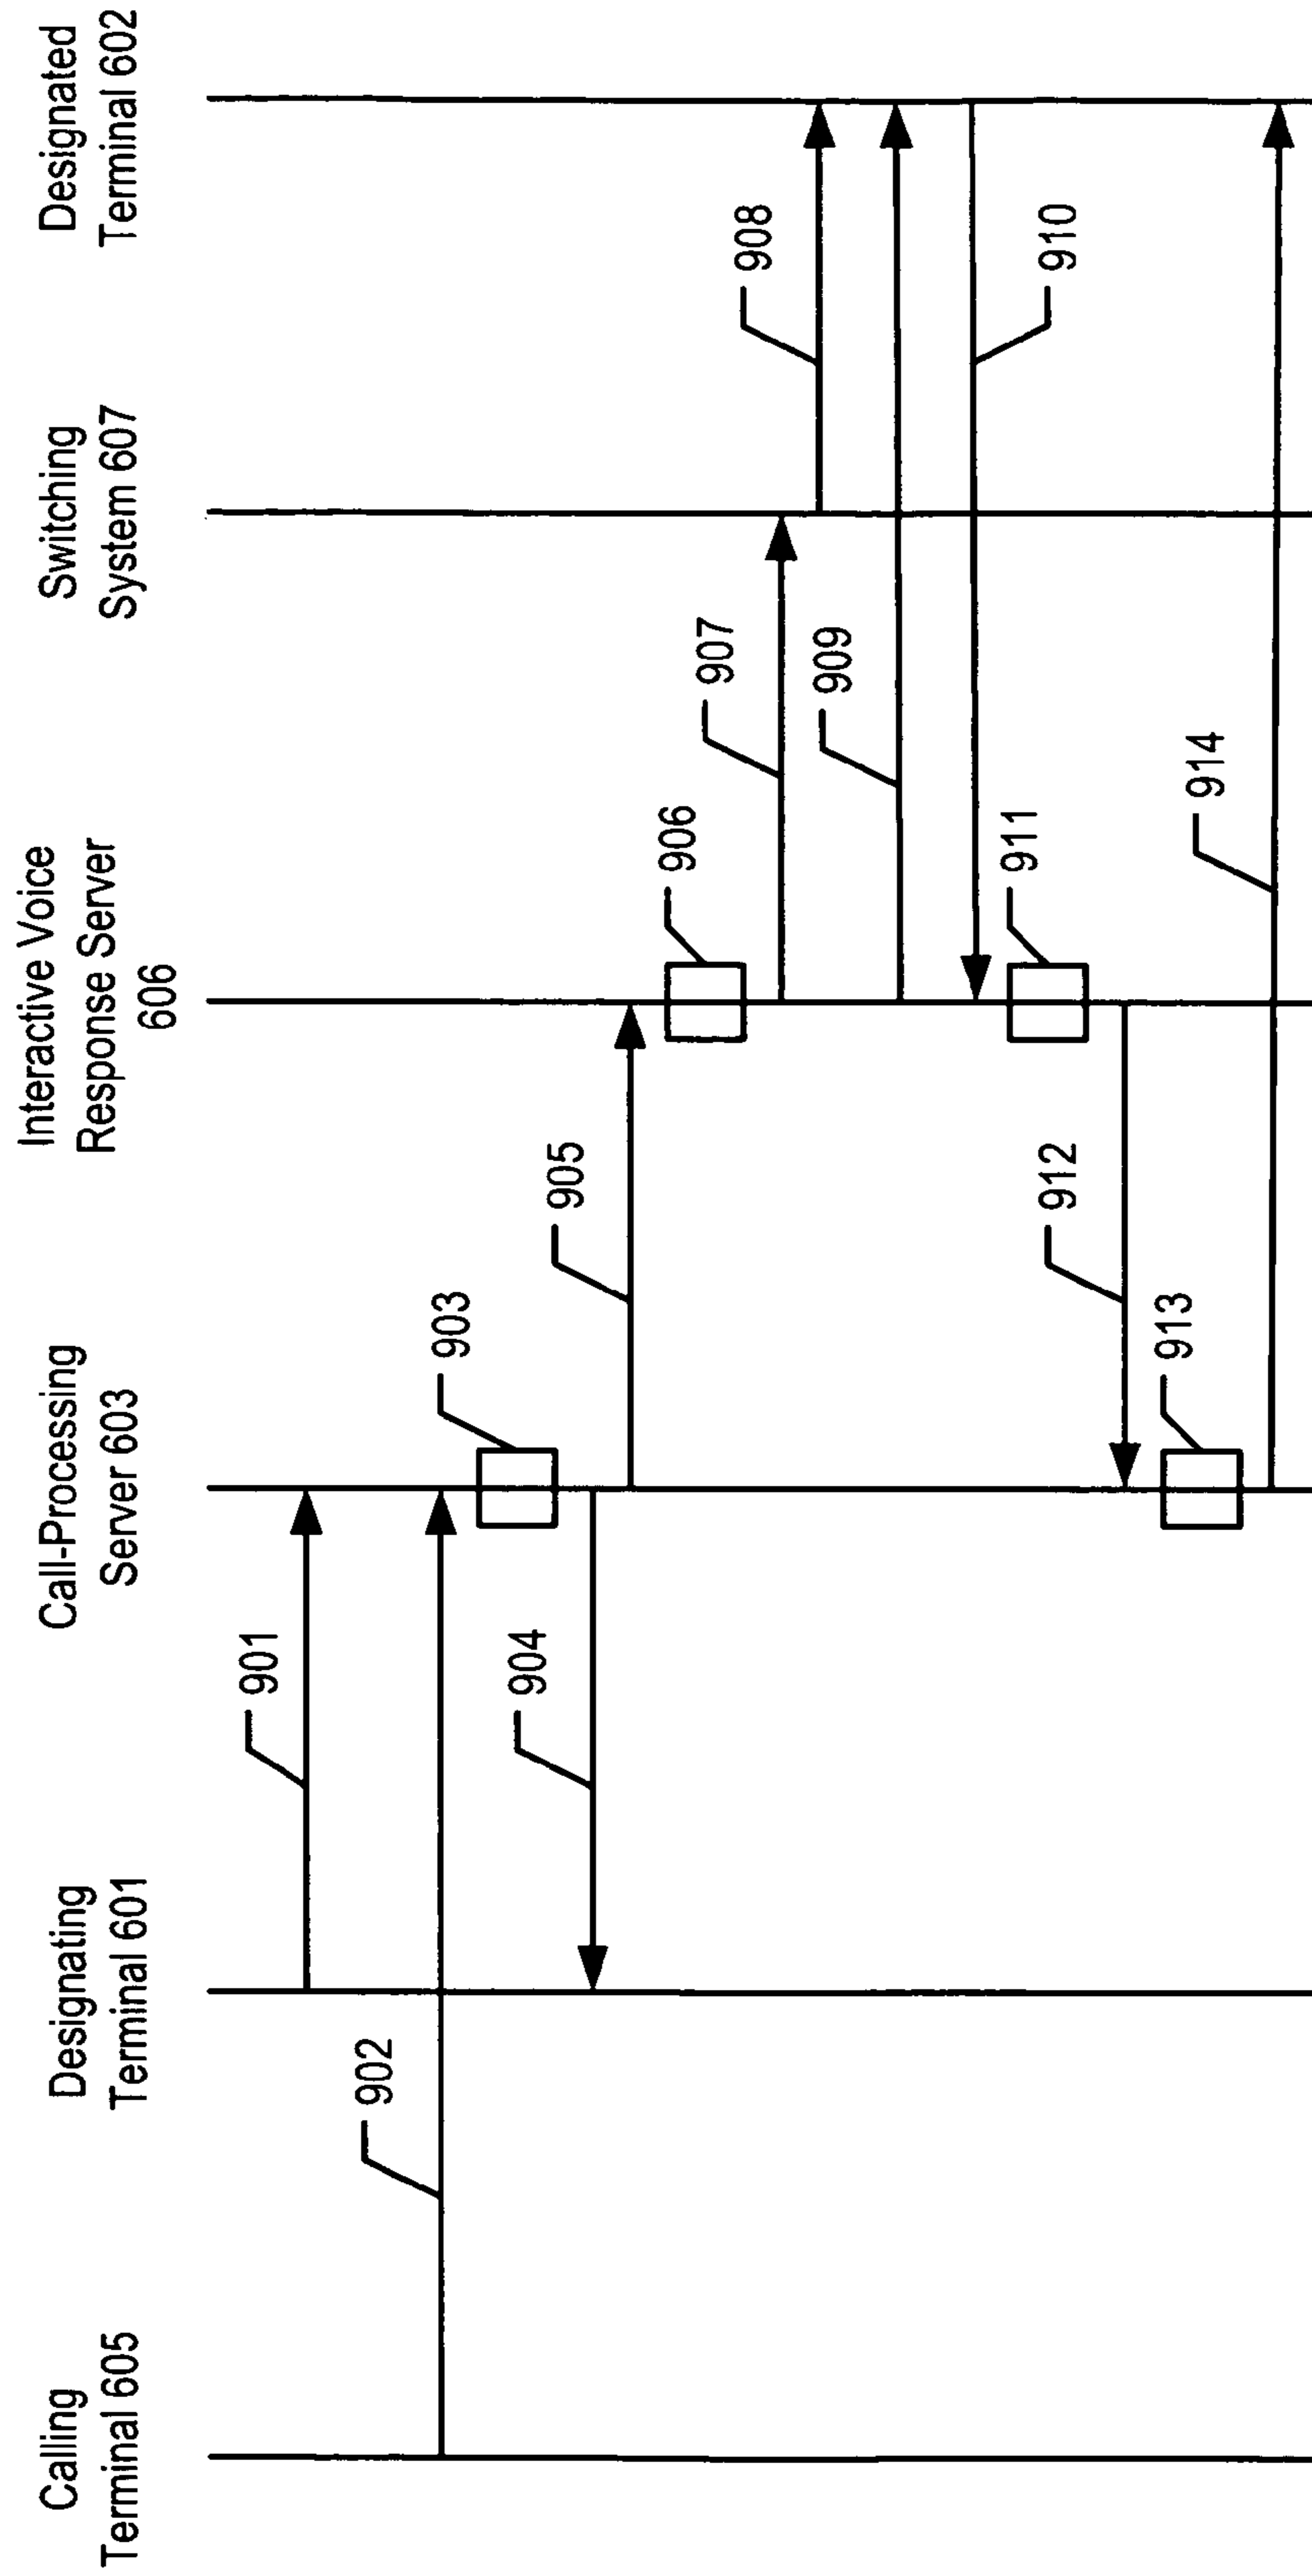 Calling
Terminal 605
Designating
Terminal 601
Call-Processing
Server 603
Interactive Voice
Response Server
606
Switching
System 607
Designated
Terminal 602
901
902
903
904
905
906
907
908
909
910
911
912
913
914